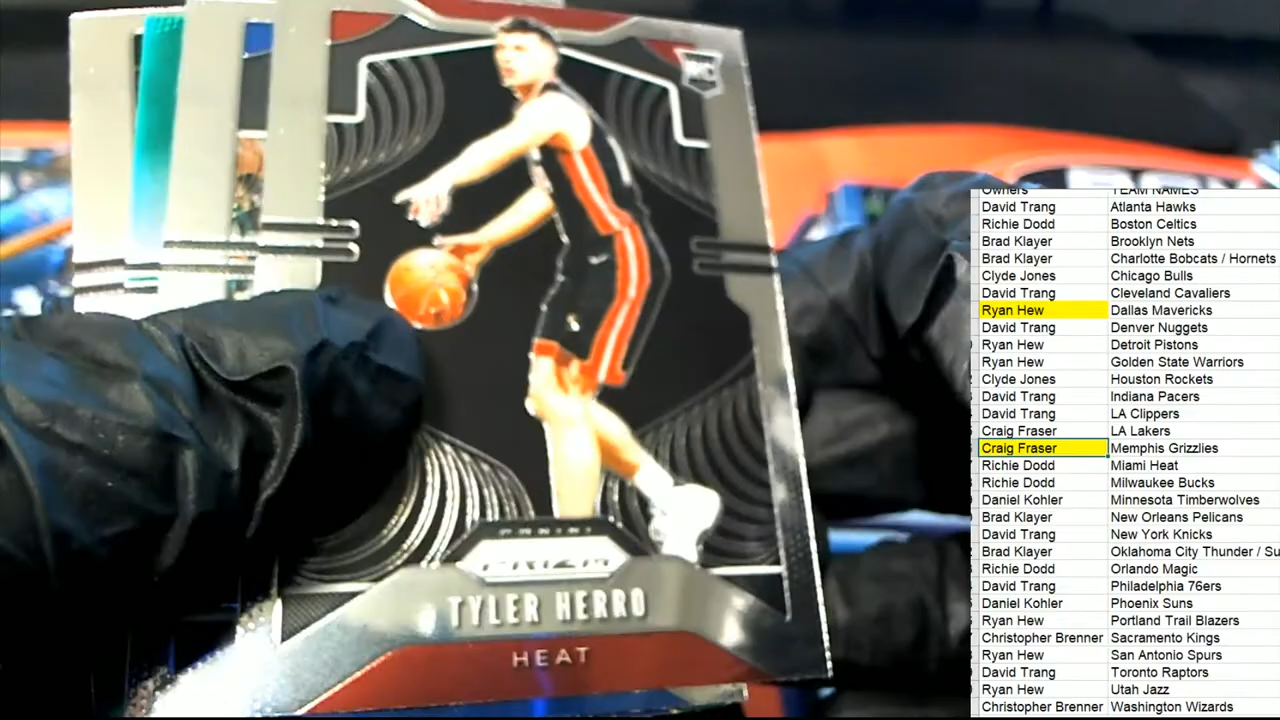 RC
PANINI
PRIZM
TYLER HERRO
HEAT
Owners TEAM NAMES
David Trang Atlanta Hawks
Richie Dodd Boston Celtics
Brad Klayer Brooklyn Nets
Brad Klayer Charlotte Bobcats / Hornets
Clyde Jones Chicago Bulls
David Trang Cleveland Cavaliers
Ryan Hew Dallas Mavericks
David Trang Denver Nuggets
Ryan Hew Detroit Pistons
Ryan Hew Golden State Warriors
Clyde Jones Houston Rockets
David Trang Indiana Pacers
David Trang LA Clippers
Craig Fraser LA Lakers
Craig Fraser Memphis Grizzlies
Richie Dodd Miami Heat
Richie Dodd Milwaukee Bucks
Daniel Kohler Minnesota Timberwolves
Brad Klayer New Orleans Pelicans
David Trang New York Knicks
Brad Klayer Oklahoma City Thunder / Su
Richie Dodd Orlando Magic
David Trang Philadelphia 76ers
Daniel Kohler Phoenix Suns
Ryan Hew Portland Trail Blazers
Christopher Brenner Sacramento Kings
Ryan Hew San Antonio Spurs
David Trang Toronto Raptors
Ryan Hew Utah Jazz
Christopher Brenner Washington Wizards